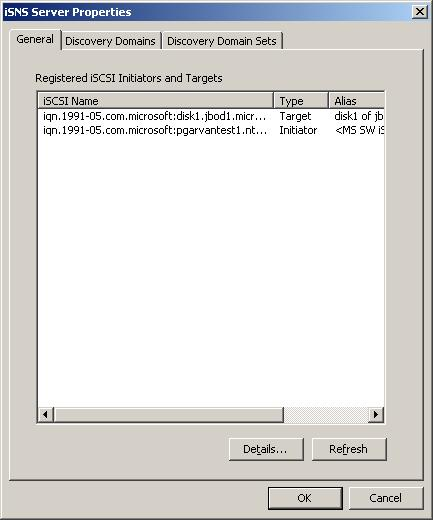 iSNS Server Properties
General Discovery Domains Discovery Domain Sets
Registered iSCSI Initiators and Targets
iSCSI Name Type Alias
iqn.1991-05.com.microsoft:disk1.jbod1.micr... Target disk1 of jb
iqn.1991-05.com.microsoft:pgarvantest1.nt... Initiator <MS SW iS
Details... Refresh
OK Cancel